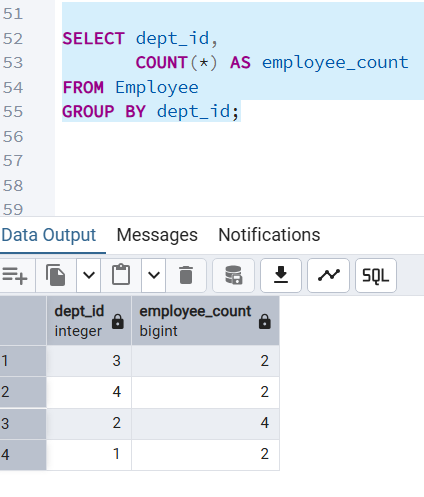 51
52 SELECT dept_id,
53 COUNT(*) AS employee_count
54 FROM Employee
55 GROUP BY dept_id;
56
57
58
59
Data Output Messages Notifications
SQL
dept_id employee_count
integer bigint
1 3 2
2 4 2
3 2 4
4 1 2